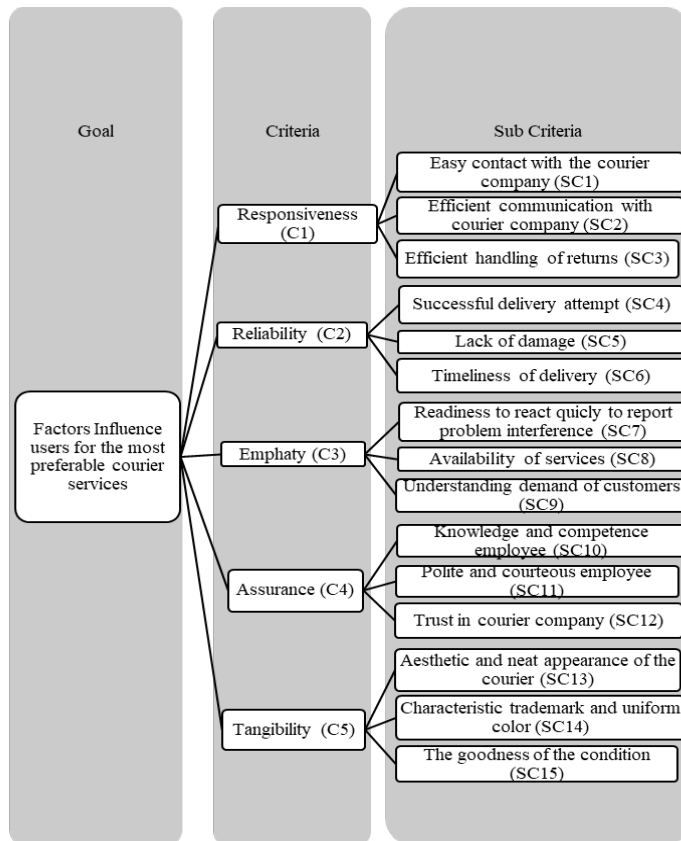 Goal
Criteria
Sub Criteria
Factors Influence
users for the most
preferable courier
services
Responsiveness
(C1)
Easy contact with the courier
company (SC1)
Efficient communication with
courier company (SC2)
Efficient handling of returns (SC3)
Reliability (C2)
Successful delivery attempt (SC4)
Lack of damage (SC5)
Timeliness of delivery (SC6)
Emphaty (C3)
Readiness to react quicly to report
problem interference (SC7)
Availability of services (SC8)
Understanding demand of customers
(SC9)
Assurance (C4)
Knowledge and competence
employee (SC10)
Polite and courteous employee
(SC11)
Trust in courier company (SC12)
Tangibility (C5)
Aesthetic and neat appearance of the
courier (SC13)
Characteristic trademark and uniform
color (SC14)
The goodness of the condition
(SC15)